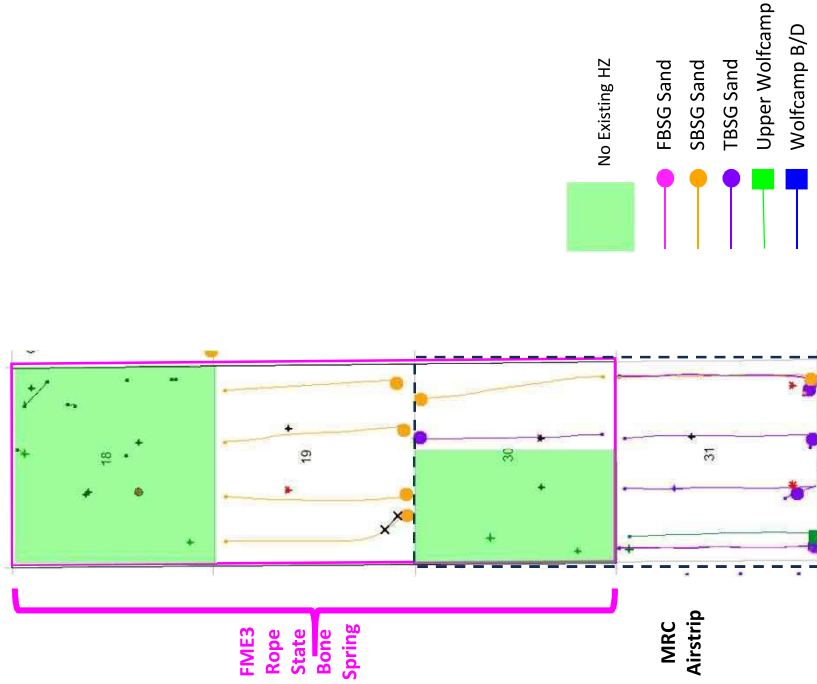 18
19
30
31
FME3
Rope
State
Bone
Spring
MRC
Airstrip
No Existing HZ
FBSG Sand
SBSG Sand
TBSG Sand
Upper Wolfcamp
Wolfcamp B/D